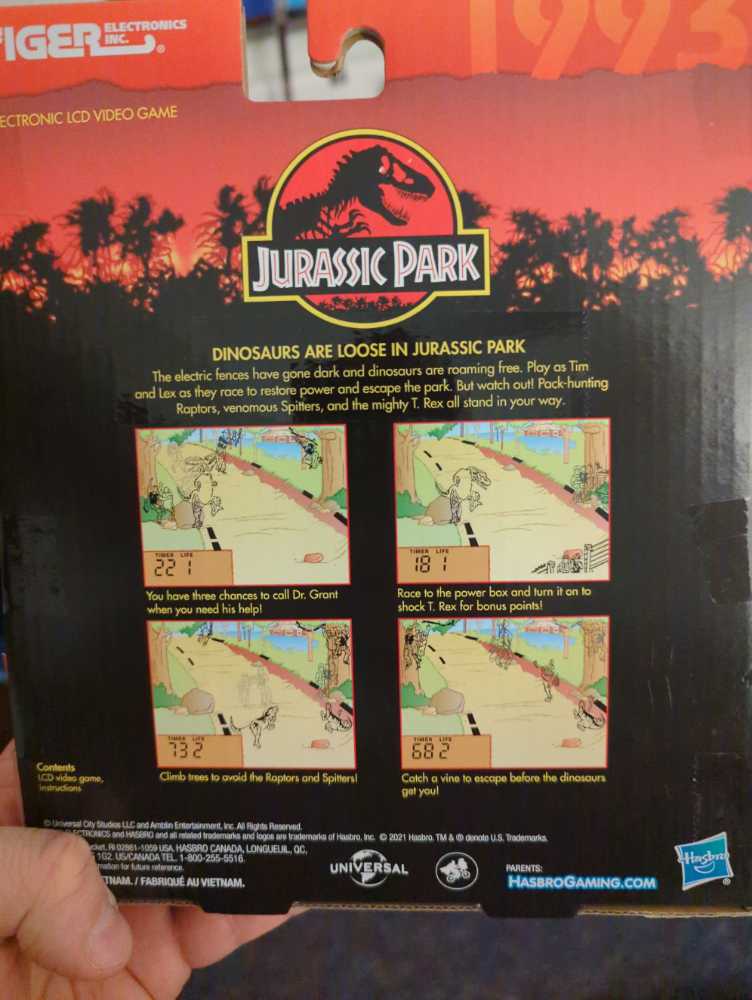 TIGER ELECTRONICS INC.®
1993
ECTRONIC LCD VIDEO GAME
JURASSIC PARK
DINOSAURS ARE LOOSE IN JURASSIC PARK
The electric fences have gone dark and dinosaurs are roaming free. Play as Tim
and Lex as they race to restore power and escape the park. But watch out! Pack-hunting
Raptors, venomous Spitters, and the mighty T. Rex all stand in your way.
TIMER LIFE
22 1
You have three chances to call Dr. Grant
when you need his help!
TIMER LIFE
18 1
Race to the power box and turn it on to
shock T. Rex for bonus points!
TIMER LIFE
73 2
Climb trees to avoid the Raptors and Spitters!
TIMER LIFE
68 2
Catch a vine to escape before the dinosaurs
get you!
Contents
LCD video game,
instructions
© Universal City Studios LLC and Amblin Entertainment, Inc. All Rights Reserved.
ECTRONICS and HASBRO and all related trademarks and logos are trademarks of Hasbro, Inc. © 2021 Hasbro. TM & ® denote U.S. Trademarks.
ucket, RI 02861-1059 USA. HASBRO CANADA, LONGUEUIL, QC,
1G2. US/CANADA TEL. 1-800-255-5516.
mation for future reference.
TNAM. / FABRIQUÉ AU VIETNAM.
UNIVERSAL
PARENTS:
HASBROGAMING.COM
Hasbro
®